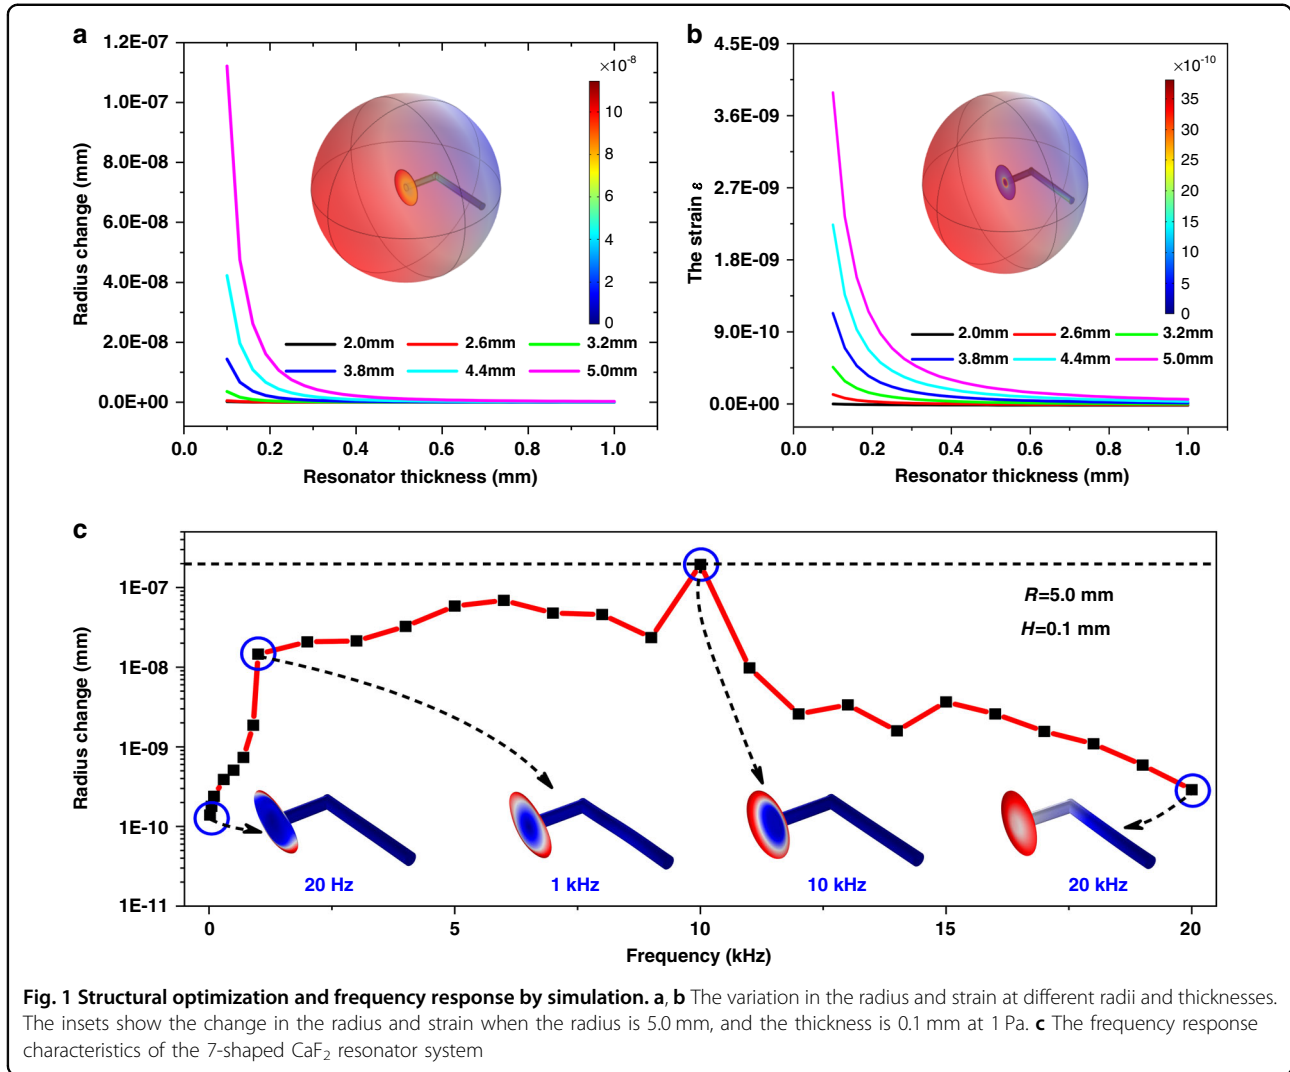 a
1.2E-07
1.0E-07
8.0E-08
6.0E-08
4.0E-08
2.0E-08
0.0E+00
Radius change (mm)
×10⁻⁸
10
8
6
4
2
0
2.0mm 2.6mm 3.2mm
3.8mm 4.4mm 5.0mm
0.0 0.2 0.4 0.6 0.8 1.0
Resonator thickness (mm)
b
4.5E-09
3.6E-09
2.7E-09
1.8E-09
9.0E-10
0.0E+00
The strain ε
×10⁻¹⁰
35
30
25
20
15
10
5
0
2.0mm 2.6mm 3.2mm
3.8mm 4.4mm 5.0mm
0.0 0.2 0.4 0.6 0.8 1.0
Resonator thickness (mm)
c
1E-07
1E-08
1E-09
1E-10
1E-11
Radius change (mm)
R=5.0 mm
H=0.1 mm
20 Hz 1 kHz 10 kHz 20 kHz
0 5 10 15 20
Frequency (kHz)
Fig. 1 Structural optimization and frequency response by simulation. a, b The variation in the radius and strain at different radii and thicknesses.
The insets show the change in the radius and strain when the radius is 5.0 mm, and the thickness is 0.1 mm at 1 Pa. c The frequency response
characteristics of the 7-shaped CaF₂ resonator system